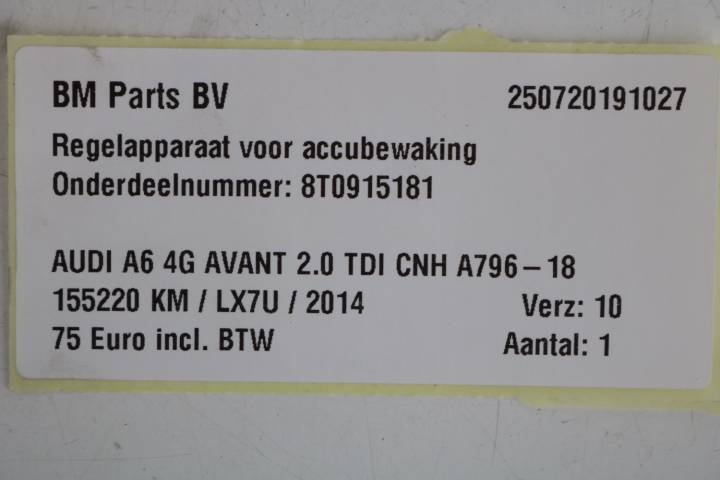 BM Parts BV 250720191027
Regelapparaat voor accubewaking
Onderdeelnummer: 8T0915181
AUDI A6 4G AVANT 2.0 TDI CNH A796-18
155220 KM / LX7U / 2014 Verz: 10
75 Euro incl. BTW Aantal: 1